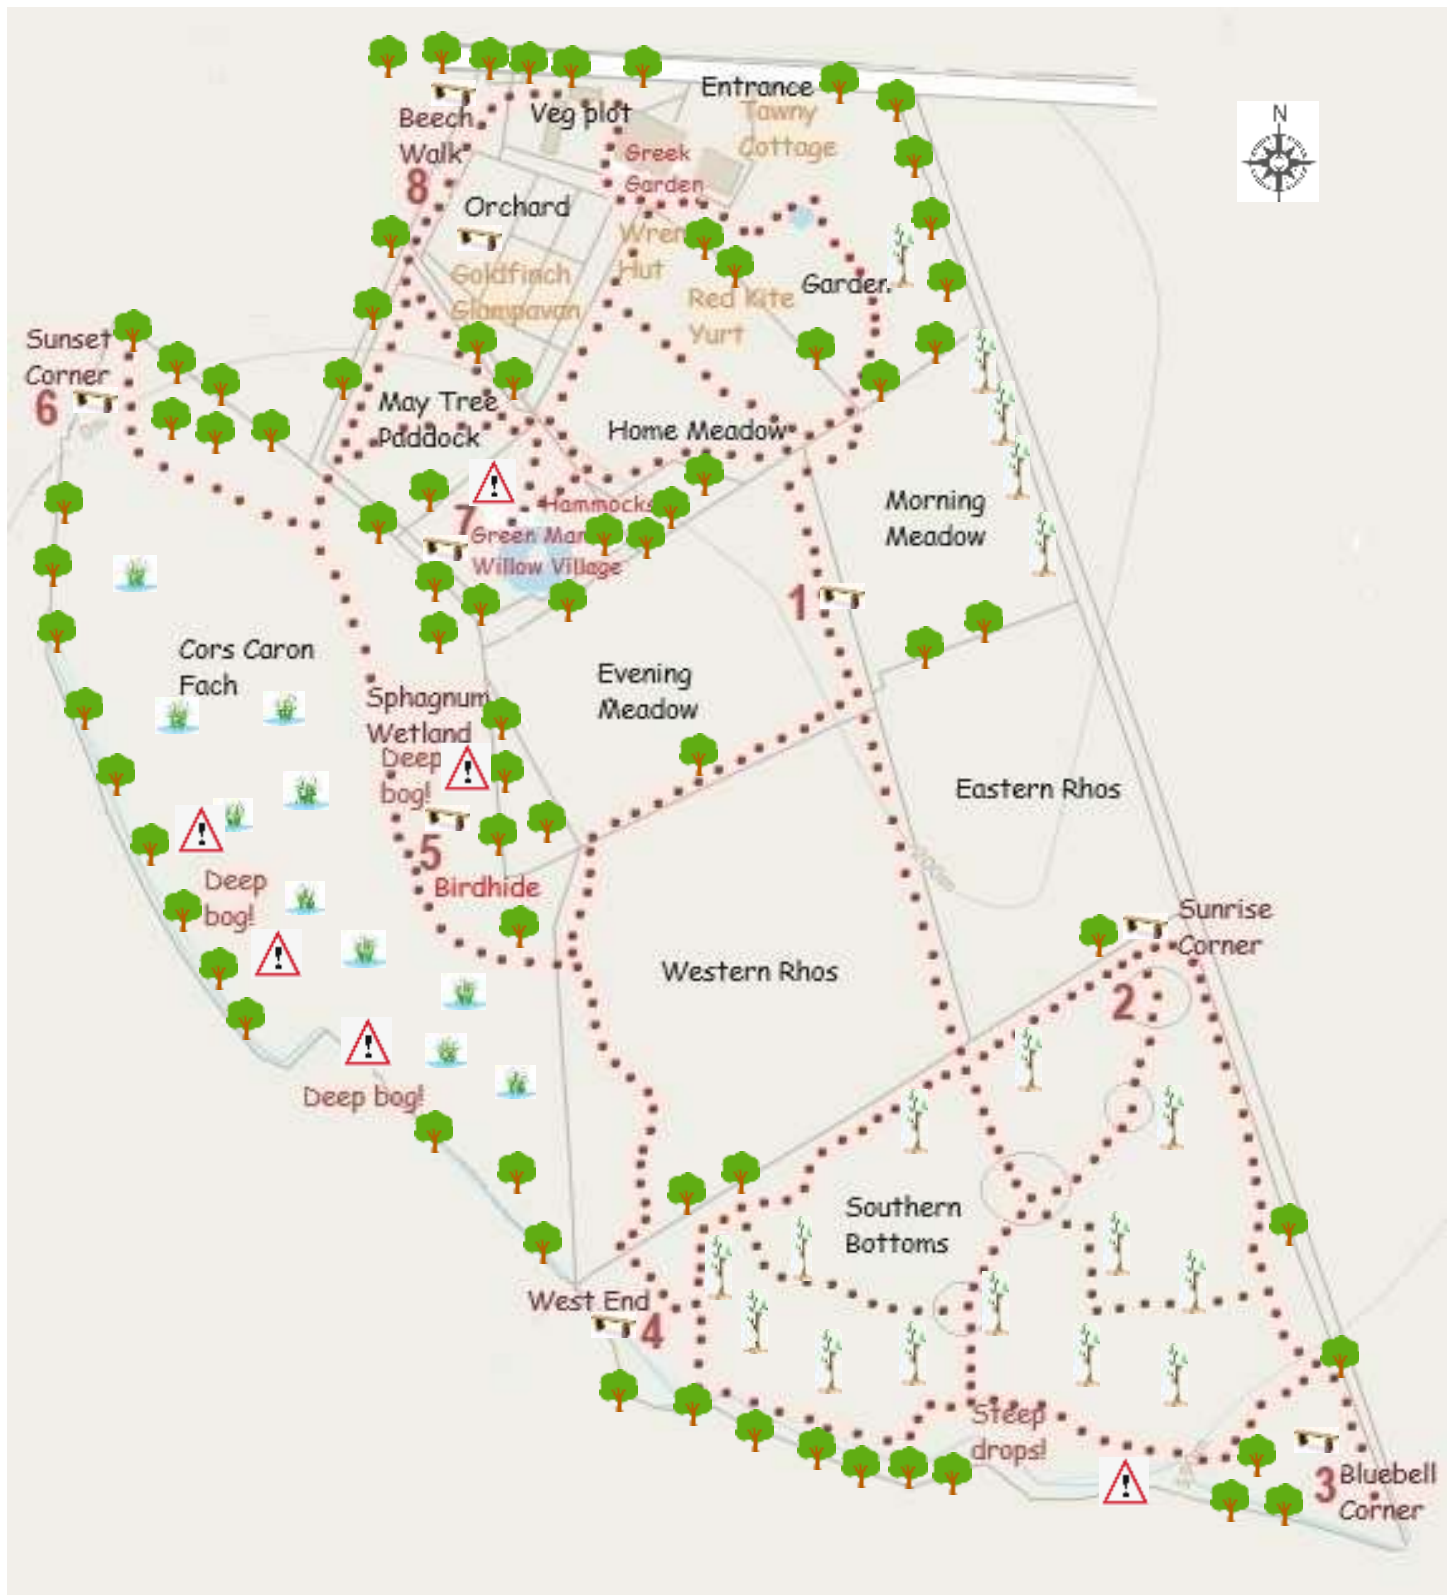 Entrance
N
Veg plot
Tawny
Cottage
Beech
Walk
8
Greek
Garden
Orchard
Wren
Hut
Goldfinch
Glampavan
Garden
Red Kite
Yurt
Sunset
Corner
6
May Tree
Paddock
Home Meadow
Morning
Meadow
7
Hammocks
Green Man
Willow Village
1
Cors Caron
Fach
Evening
Meadow
Sphagnum
Wetland
Deep
bog!
5
Birdhide
Eastern Rhos
Deep
bog!
200m
Sunrise
Corner
2
Western Rhos
Deep bog!
Southern
Bottoms
West End
4
Steep
drops!
3
Bluebell
Corner